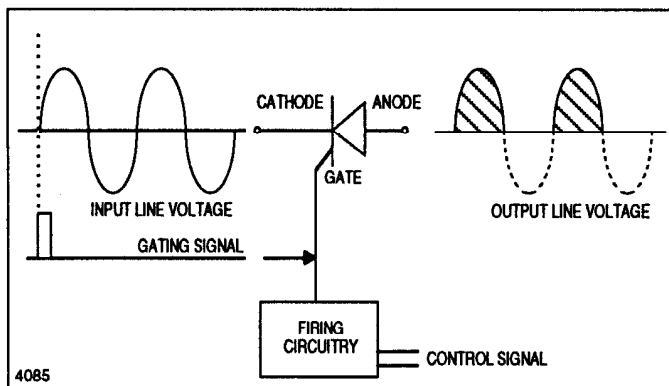 CATHODE ANODE
GATE
INPUT LINE VOLTAGE
OUTPUT LINE VOLTAGE
GATING SIGNAL
FIRING
CIRCUITRY
CONTROL SIGNAL
4085